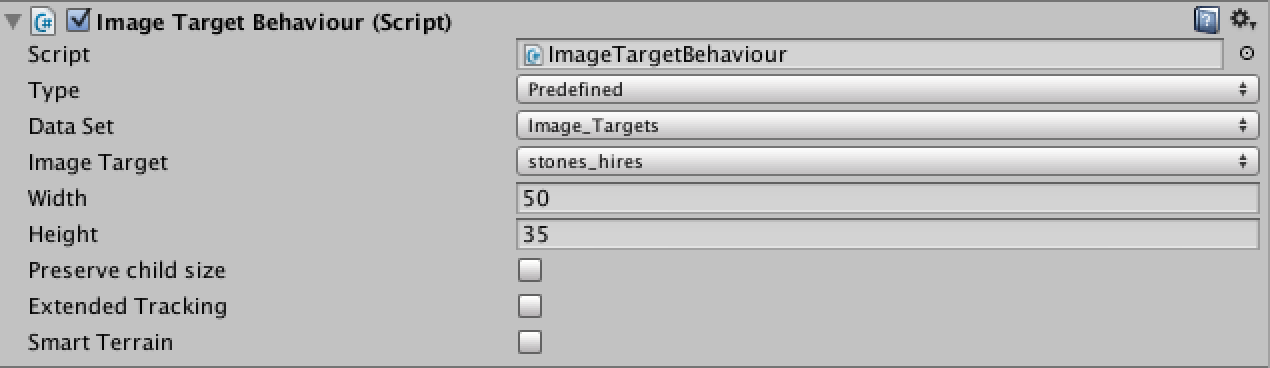 Image Target Behaviour (Script)
Script ImageTargetBehaviour
Type Predefined
Data Set Image_Targets
Image Target stones_hires
Width 50
Height 35
Preserve child size
Extended Tracking
Smart Terrain